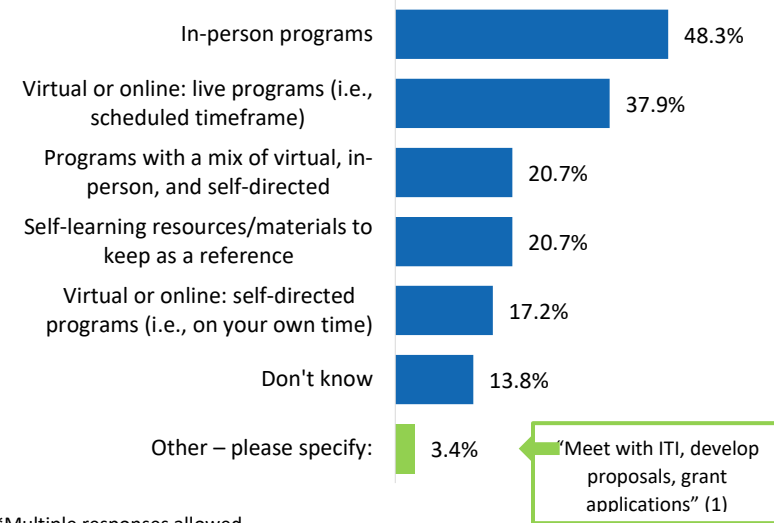 In-person programs
48.3%
Virtual or online: live programs (i.e.,
scheduled timeframe)
37.9%
Programs with a mix of virtual, in-
person, and self-directed
20.7%
Self-learning resources/materials to
keep as a reference
20.7%
Virtual or online: self-directed
programs (i.e., on your own time)
17.2%
Don't know
13.8%
Other – please specify:
3.4%
“Meet with ITI, develop
proposals, grant
applications” (1)
*Multiple responses allowed